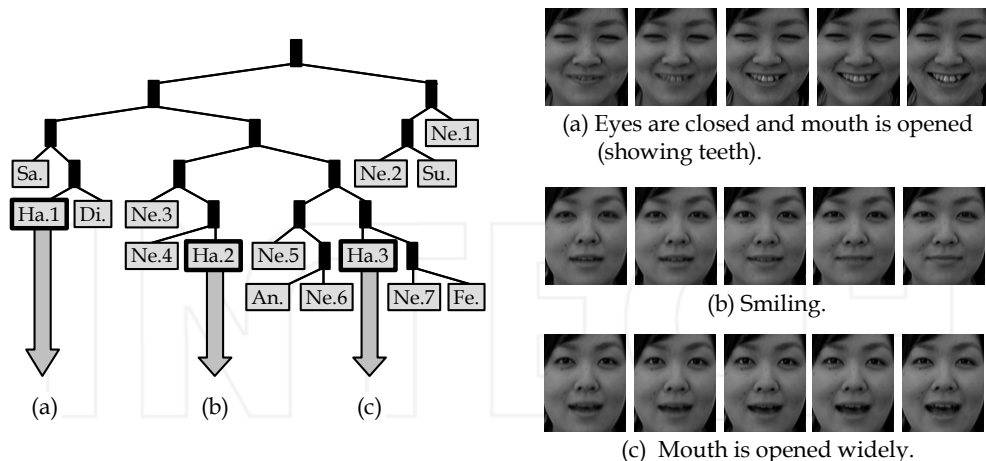 Ne.1
Sa.
Ne.2
Su.
Ha.1
Di.
Ne.3
Ne.4
Ha.2
Ne.5
Ha.3
An.
Ne.6
Ne.7
Fe.
(a)
(b)
(c)
(a) Eyes are closed and mouth is opened
(showing teeth).
(b) Smiling.
(c) Mouth is opened widely.
INTECH